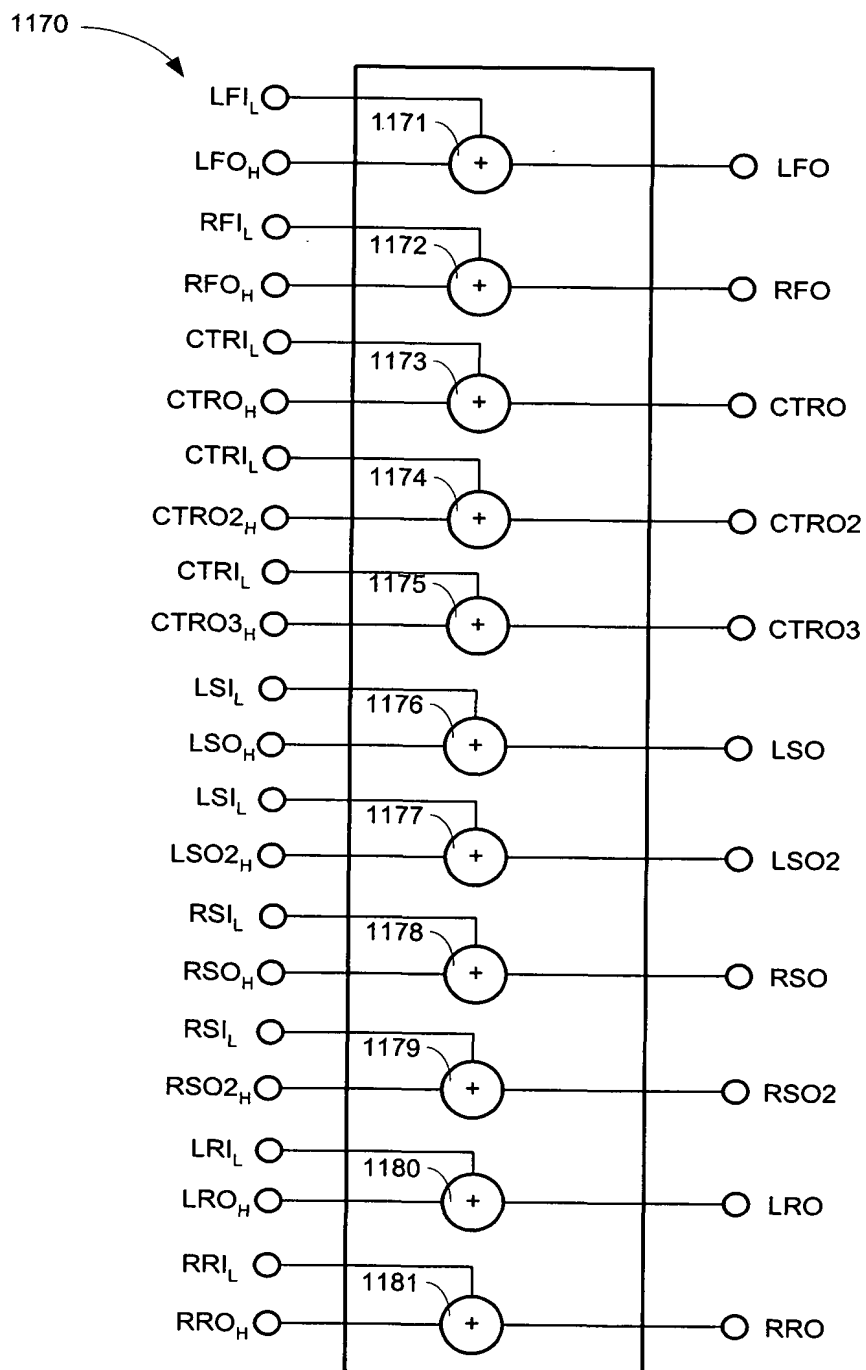 1170
LFI_L
1171
LFO_H + LFO
RFI_L
1172
RFO_H + RFO
CTRI_L
1173
CTRO_H + CTRO
CTRI_L
1174
CTRO2_H + CTRO2
CTRI_L
1175
CTRO3_H + CTRO3
LSI_L
1176
LSO_H + LSO
LSI_L
1177
LSO2_H + LSO2
RSI_L
1178
RSO_H + RSO
RSI_L
1179
RSO2_H + RSO2
LRI_L
1180
LRO_H + LRO
RRI_L
1181
RRO_H + RRO